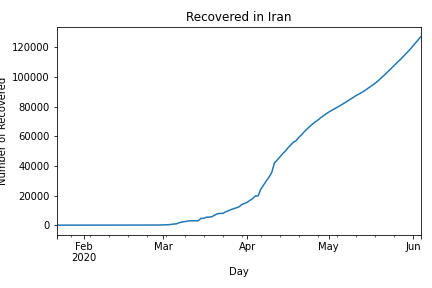 Recovered in Iran
Number of Recovered
120000
100000
80000
60000
40000
20000
0
Feb
2020
Mar
Apr
May
Jun
Day